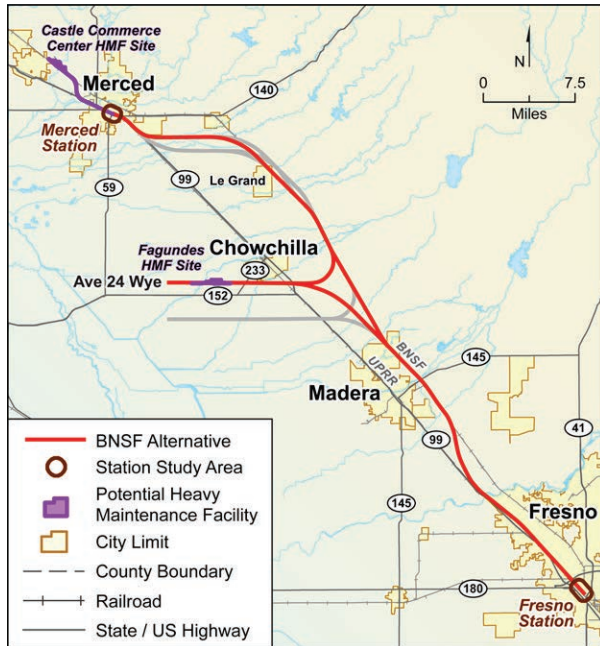 Castle Commerce
Center HMF Site
Merced
140
N
0 7.5
Miles
Merced
Station
59
99
Le Grand
Fagundes
HMF Site
Chowchilla
233
Ave 24 Wye
152
BNSF
UPRR
145
Madera
99
41
145
Fresno
180
Fresno
Station
BNSF Alternative
Station Study Area
Potential Heavy
Maintenance Facility
City Limit
County Boundary
Railroad
State / US Highway